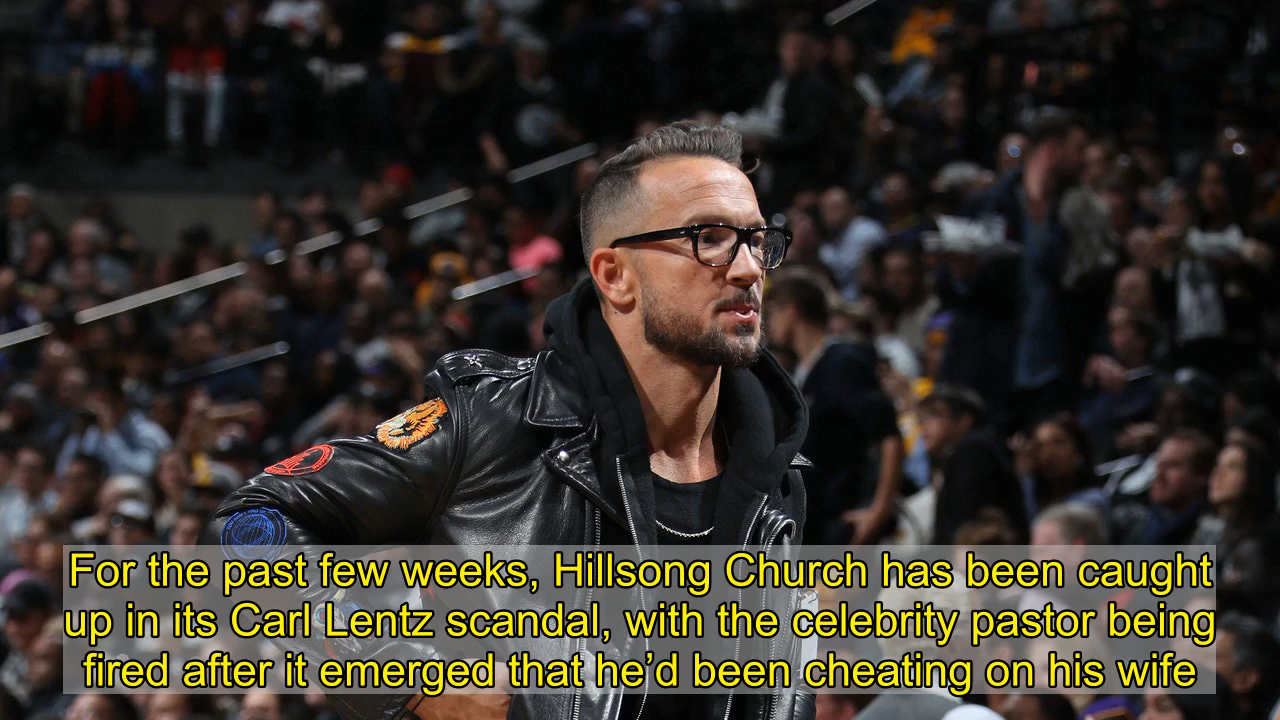 For the past few weeks, Hillsong Church has been caught
up in its Carl Lentz scandal, with the celebrity pastor being
fired after it emerged that he’d been cheating on his wife